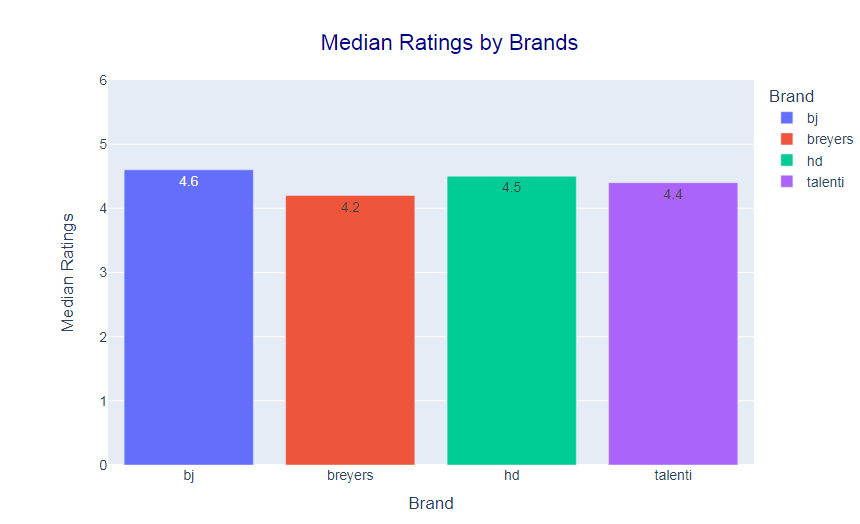 Median Ratings by Brands
6
5
4
3
2
1
0
Median Ratings
4.6
4.2
4.5
4.4
bj
breyers
hd
talenti
Brand
Brand
bj
breyers
hd
talenti